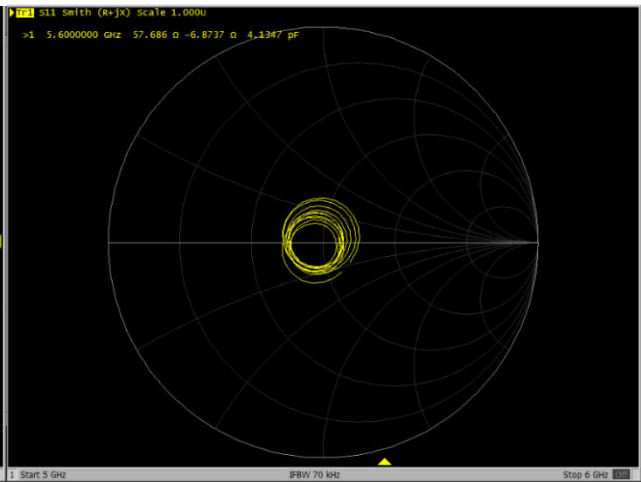 Tr1 S11 Smith (R+jX) Scale 1.000U
>1 5.6000000 GHz 57.686 Ω -6.8737 Ω 4.1347 pF
1 Start 5 GHz IFBW 70 kHz Stop 6 GHz Off